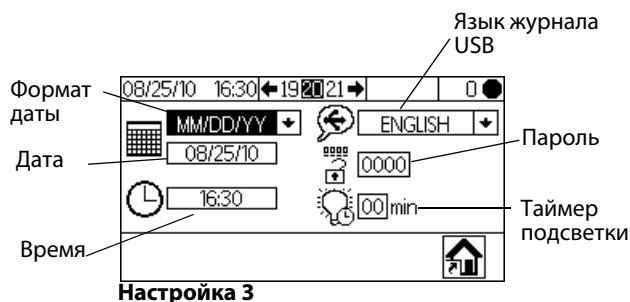 Язык журнала
USB
Формат
даты
08/25/10 16:30 19 20 21 0
MM/DD/YY
ENGLISH
Дата
08/25/10
0000
Пароль
16:30
00 min
Таймер
подсветки
Время
Настройка 3